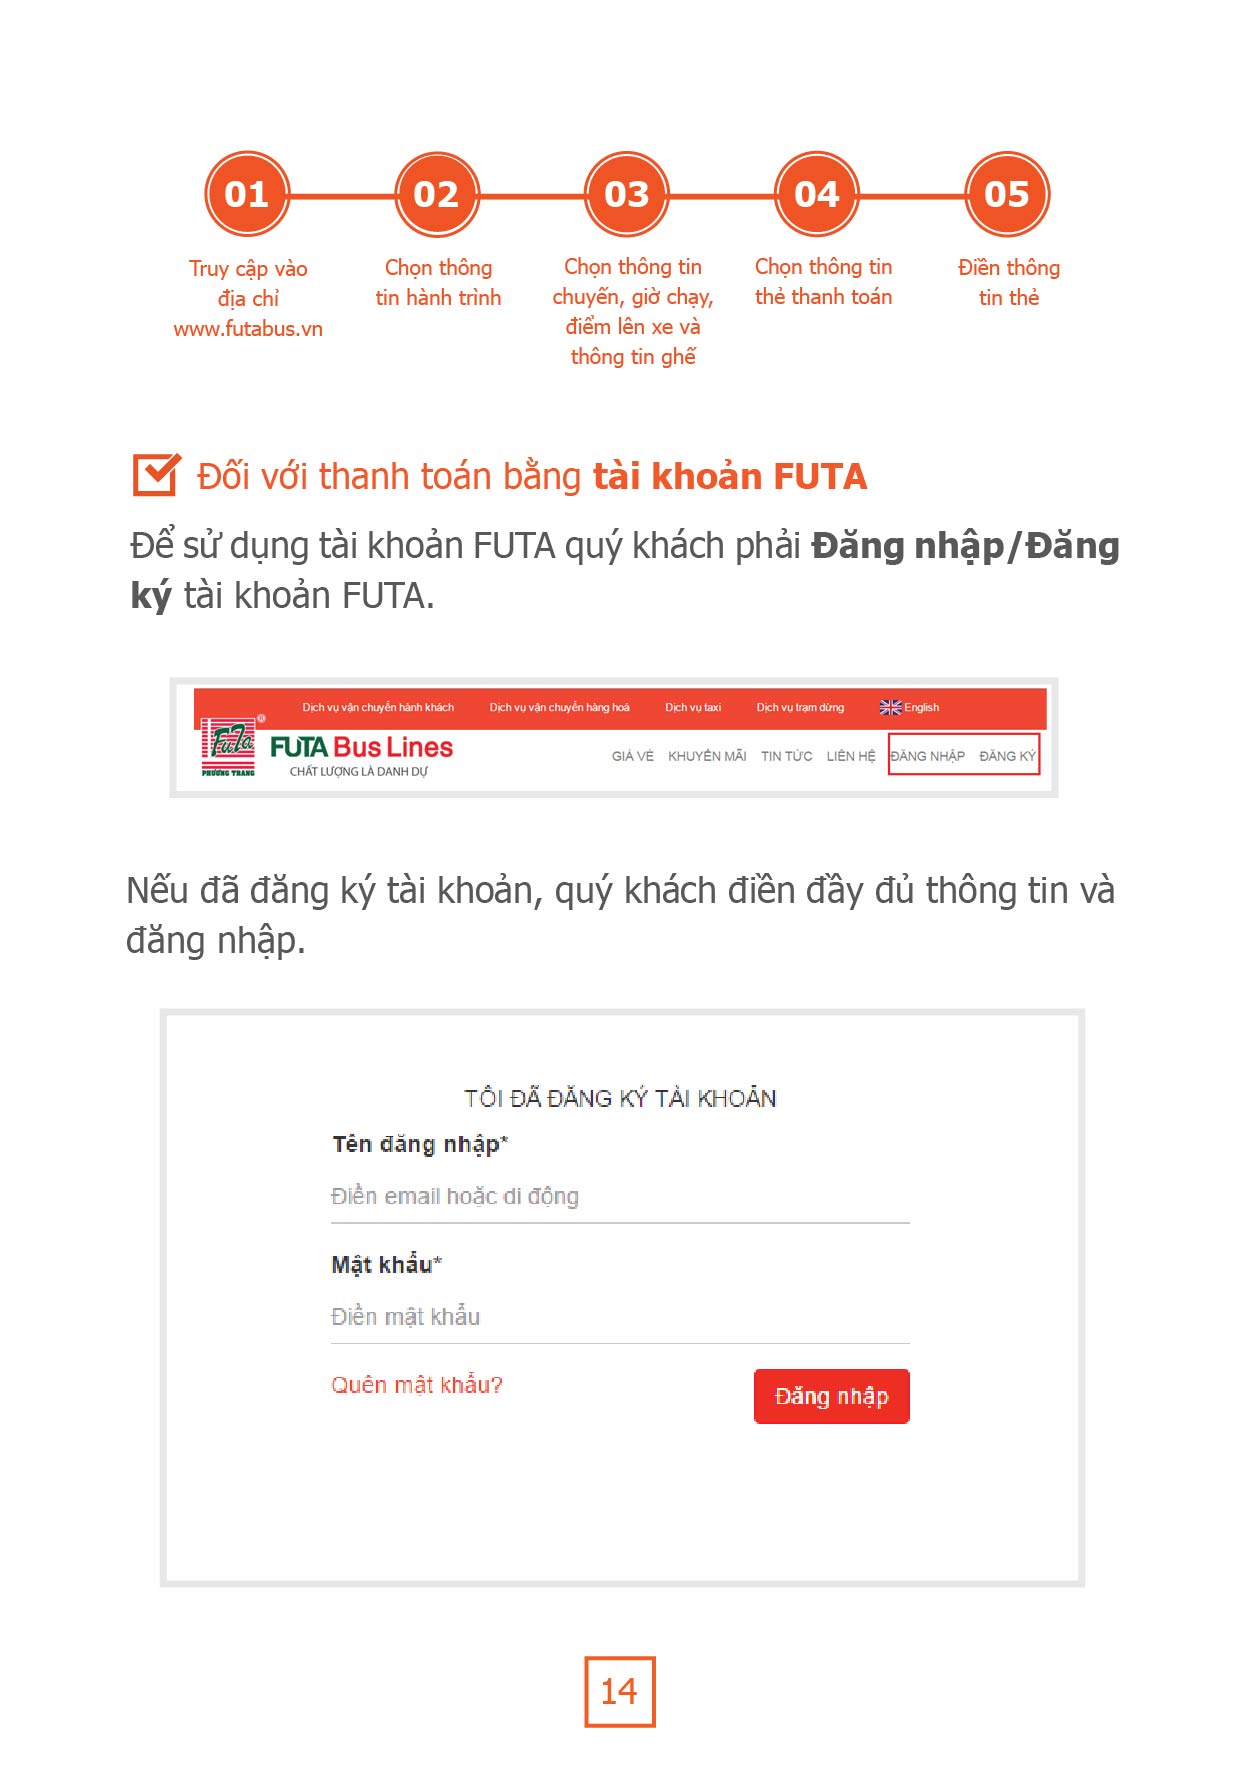 01
02
03
04
05
Truy cập vào
địa chỉ
www.futabus.vn
Chọn thông
tin hành trình
Chọn thông tin
chuyến, giờ chạy,
điểm lên xe và
thông tin ghế
Chọn thông tin
thẻ thanh toán
Điền thông
tin thẻ
Đối với thanh toán bằng tài khoản FUTA
Để sử dụng tài khoản FUTA quý khách phải Đăng nhập/Đăng
ký tài khoản FUTA.
Dịch vụ vận chuyển hành khách Dịch vụ vận chuyển hàng hoá Dịch vụ taxi Dịch vụ trạm dừng English
FuTa ®
PHƯƠNG TRANG
FUTA Bus Lines
CHẤT LƯỢNG LÀ DANH DỰ
GIÁ VÉ KHUYẾN MÃI TIN TỨC LIÊN HỆ ĐĂNG NHẬP ĐĂNG KÝ
Nếu đã đăng ký tài khoản, quý khách điền đầy đủ thông tin và
đăng nhập.
TÔI ĐÃ ĐĂNG KÝ TÀI KHOẢN
Tên đăng nhập*
Điền email hoặc di động
Mật khẩu*
Điền mật khẩu
Quên mật khẩu?
Đăng nhập
14